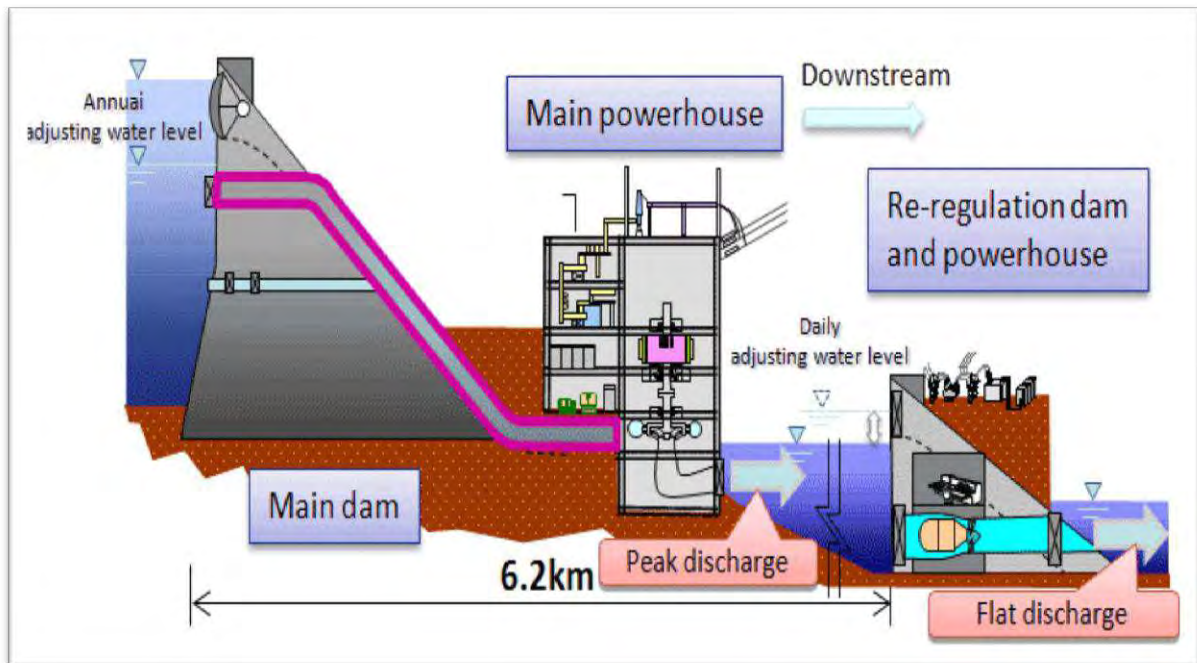 Annuai
adjusting water level
Main powerhouse
Downstream
Re-regulation dam
and powerhouse
Daily
adjusting water level
Main dam
Peak discharge
6.2km
Flat discharge